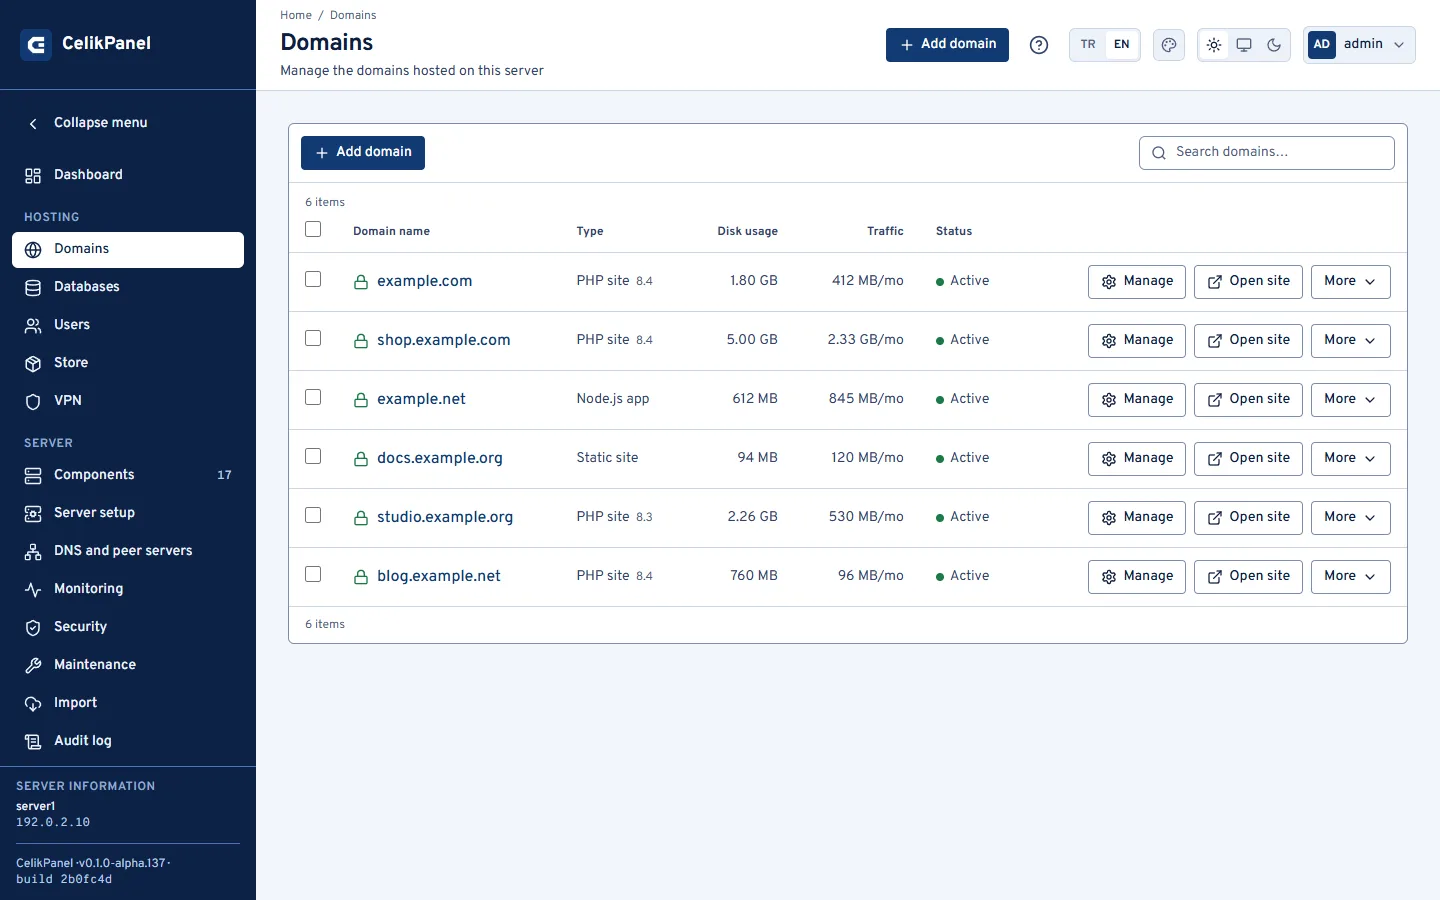 CelikPanel
Collapse menu
Dashboard
HOSTING
Domains
Databases
Users
Store
VPN
SERVER
Components 17
Server setup
DNS and peer servers
Monitoring
Security
Maintenance
Import
Audit log
SERVER INFORMATION
server1
192.0.2.10
CelikPanel ·v0.1.0-alpha.137·
build 2b0fc4d
Home / Domains
Domains
Manage the domains hosted on this server
Add domain
TR EN
AD admin
Add domain
Search domains...
6 items
Domain name Type Disk usage Traffic Status
example.com PHP site 8.4 1.80 GB 412 MB/mo Active Manage Open site More
shop.example.com PHP site 8.4 5.00 GB 2.33 GB/mo Active Manage Open site More
example.net Node.js app 612 MB 845 MB/mo Active Manage Open site More
docs.example.org Static site 94 MB 120 MB/mo Active Manage Open site More
studio.example.org PHP site 8.3 2.26 GB 530 MB/mo Active Manage Open site More
blog.example.net PHP site 8.4 760 MB 96 MB/mo Active Manage Open site More
6 items